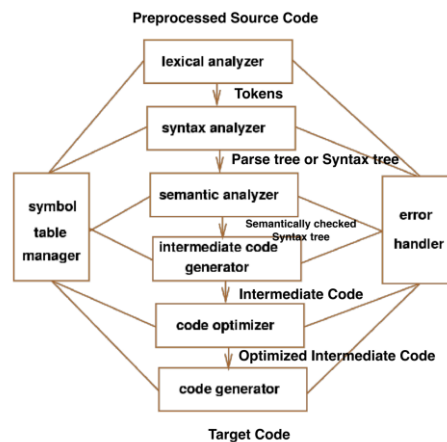 Preprocessed Source Code
lexical analyzer
Tokens
syntax analyzer
Parse tree or Syntax tree
symbol
table
manager
semantic analyzer
error
handler
Semantically checked
Syntax tree
intermediate code
generator
Intermediate Code
code optimizer
Optimized Intermediate Code
code generator
Target Code